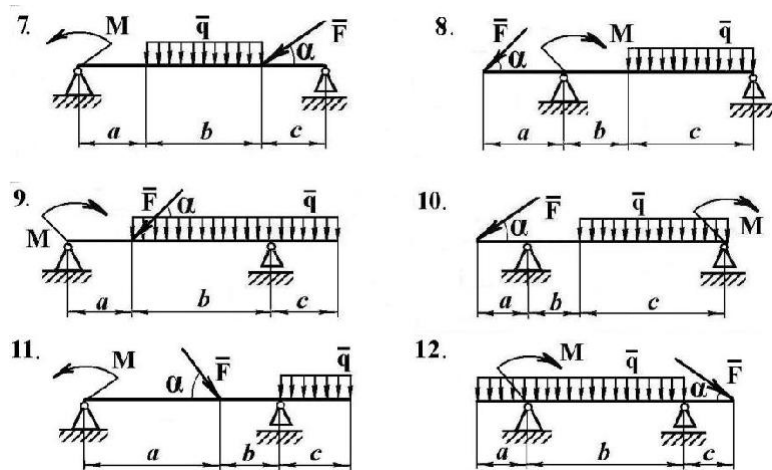 7. M q̄ F̄ α
a b c
8. F̄ α M q̄
a b c
9. M F̄ α q̄
a b c
10. F̄ α q̄ M
a b c
11. M α F̄ q̄
a b c
12. M q̄ α F̄
a b c